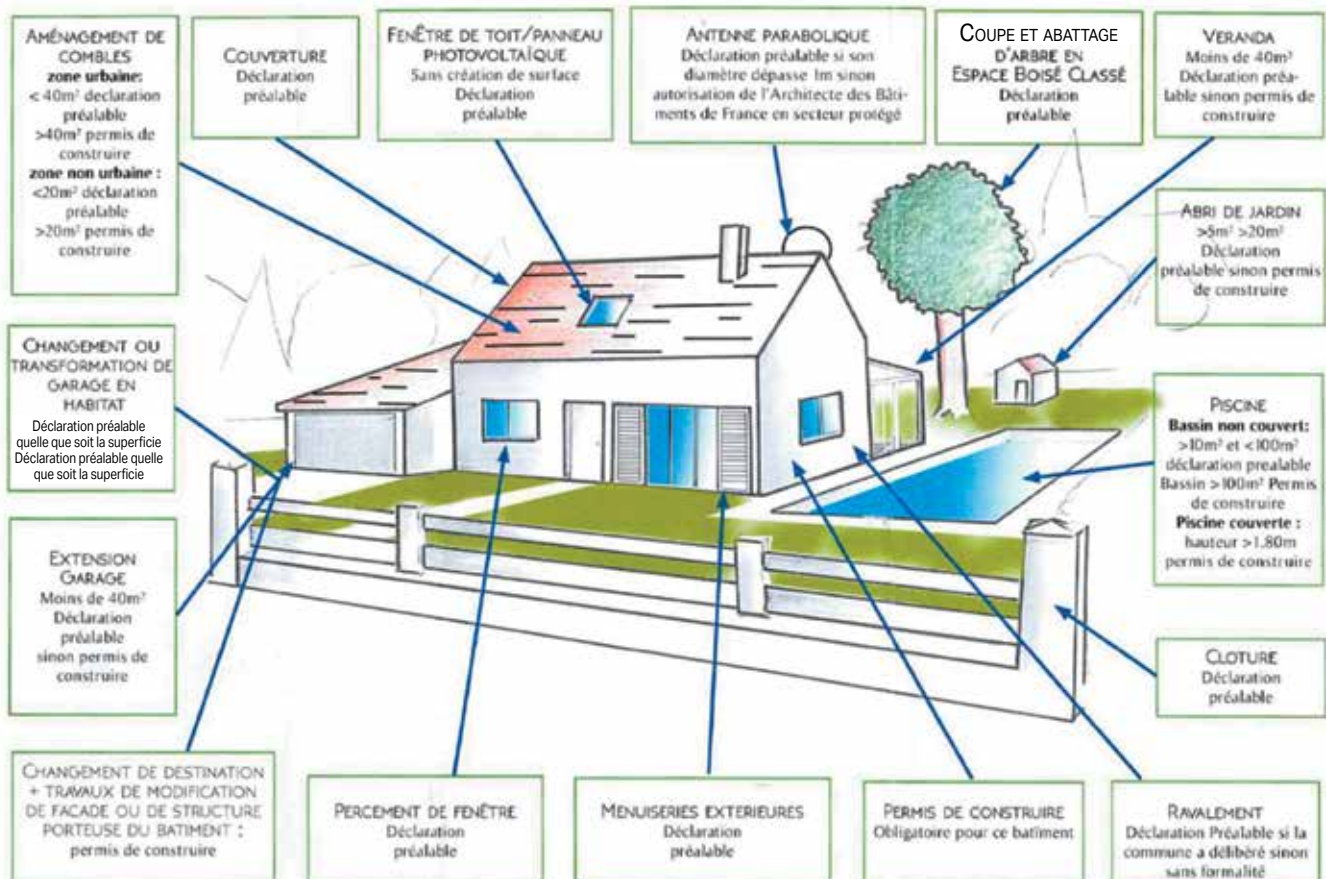 AMÉNAGEMENT DE
COMBLES
zone urbaine:
< 40m² declaration
préalable
>40m² permis de
construire
zone non urbaine :
<20m² déclaration
préalable
>20m² permis de
construire
COUVERTURE
Déclaration
préalable
FENÊTRE DE TOIT/PANNEAU
PHOTOVOLTAÏQUE
Sans création de surface
Déclaration
préalable
ANTENNE PARABOLIQUE
Déclaration préalable si son
diamètre dépasse 1m sinon
autorisation de l'Architecte des Bâti-
ments de France en secteur protégé
COUPE ET ABATTAGE
D'ARBRE EN
ESPACE BOISÉ CLASSÉ
Déclaration
préalable
VERANDA
Moins de 40m²
Déclaration préa-
lable sinon permis de
construire
ABRI DE JARDIN
>5m² >20m²
Déclaration
préalable sinon permis
de construire
CHANGEMENT OU
TRANSFORMATION DE
GARAGE EN
HABITAT
Déclaration préalable
quelle que soit la superficie
Déclaration préalable quelle
que soit la superficie
PISCINE
Bassin non couvert:
>10m² et <100m²
déclaration prealable
Bassin >100m² Permis
de construire
Piscine couverte :
hauteur >1.80m
permis de construire
EXTENSION
GARAGE
Moins de 40m²
Déclaration
préalable
sinon permis de
construire
CLOTURE
Déclaration
préalable
CHANGEMENT DE DESTINATION
+ TRAVAUX DE MODIFICATION
DE FACADE OU DE STRUCTURE
PORTEUSE DU BATIMENT :
permis de construire
PERCEMENT DE FENÊTRE
Déclaration
préalable
MENUISERIES EXTERIEURES
Déclaration
préalable
PERMIS DE CONSTRUIRE
Obligatoire pour ce batîment
RAVALEMENT
Déclaration Préalable si la
commune a délibéré sinon
sans formalité